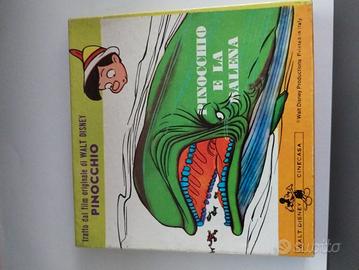 PINOCCHIO
E LA
BALENA
tratto dal film originale di WALT DISNEY
PINOCCHIO
© Walt Disney Productions Printed in Italy
WALT DISNEY
CINECASA
subito